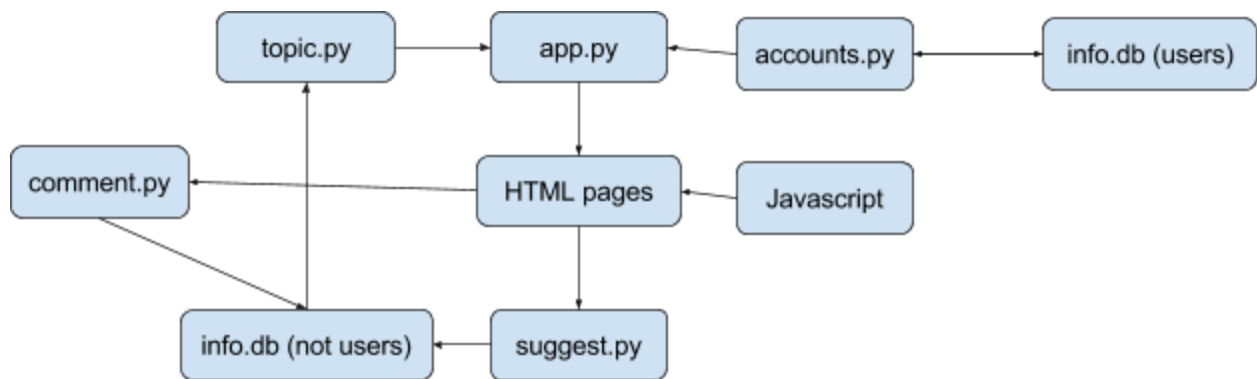 topic.py
app.py
accounts.py
info.db (users)
comment.py
HTML pages
Javascript
info.db (not users)
suggest.py